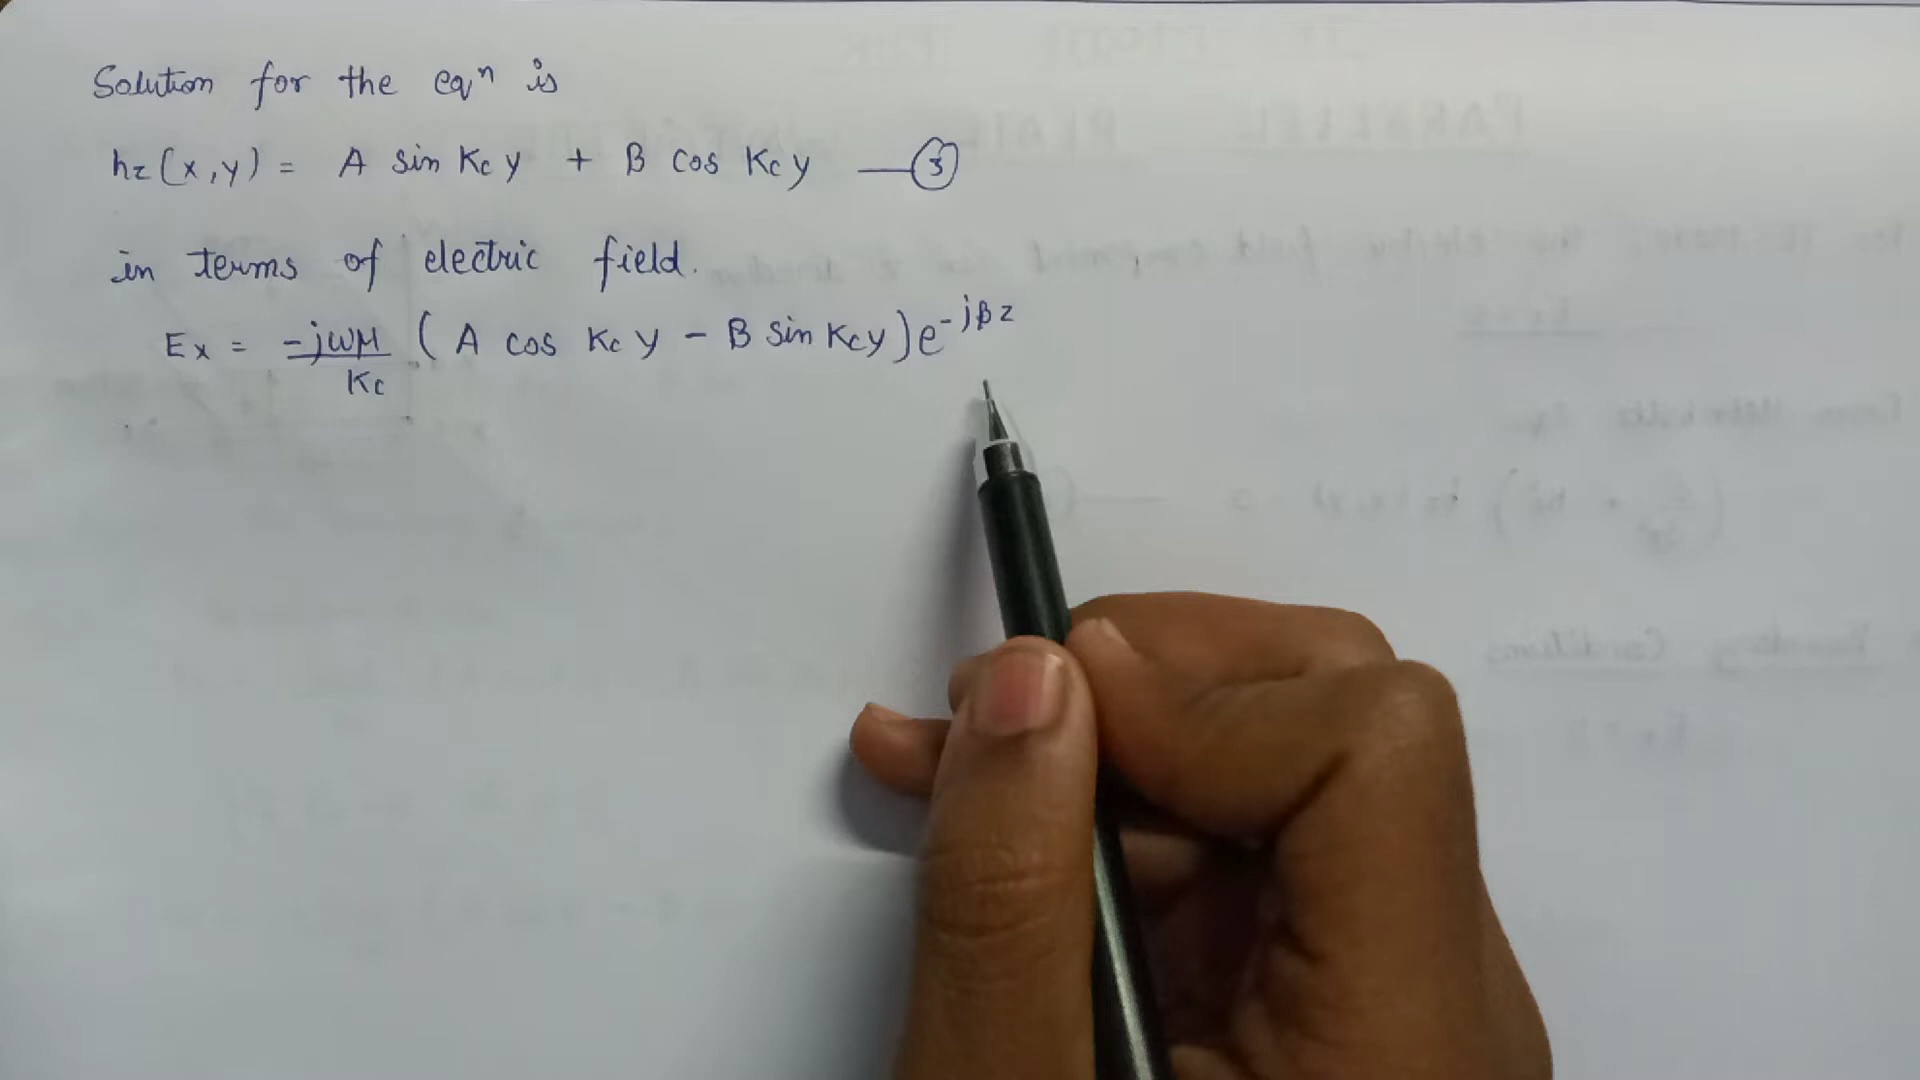 Solution for the eqⁿ is
hz(x,y) = A sin Kc y + B cos Kc y —③
in terms of electric field.
Ex = -jωμ/Kc (A cos Kc y - B sin Kc y) e^-jβz